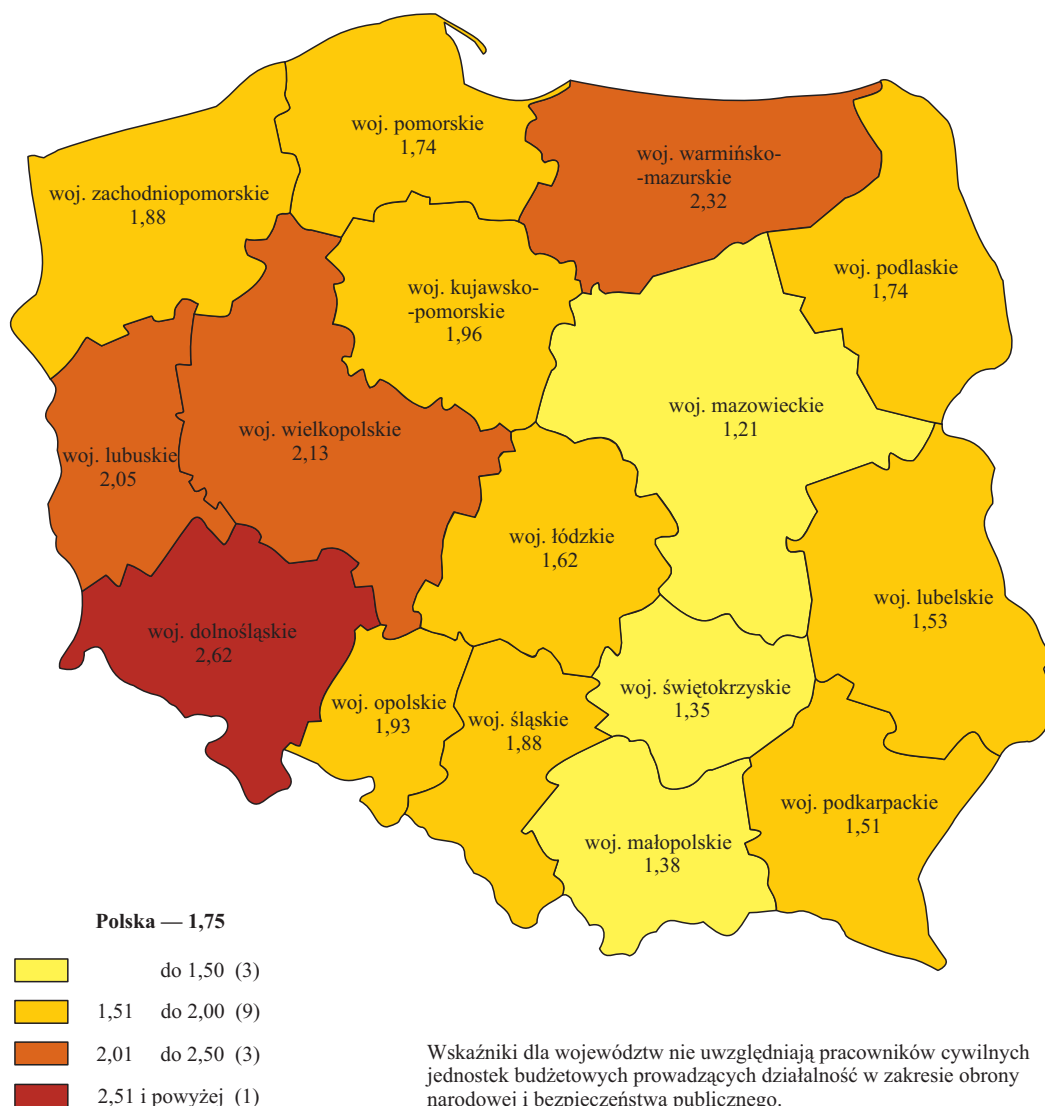 woj. pomorskie
1,74
woj. warmińsko-
-mazurskie
2,32
woj. zachodniopomorskie
1,88
woj. podlaskie
1,74
woj. kujawsko-
-pomorskie
1,96
woj. mazowieckie
1,21
woj. wielkopolskie
2,13
woj. lubuskie
2,05
woj. łódzkie
1,62
woj. lubelskie
1,53
woj. dolnośląskie
2,62
woj. świętokrzyskie
1,35
woj. opolskie
1,93
woj. śląskie
1,88
woj. podkarpackie
1,51
woj. małopolskie
1,38
Polska — 1,75
do 1,50 (3)
1,51 do 2,00 (9)
2,01 do 2,50 (3)
2,51 i powyżej (1)
Wskaźniki dla województw nie uwzględniają pracowników cywilnych
jednostek budżetowych prowadzących działalność w zakresie obrony
narodowej i bezpieczeństwa publicznego.